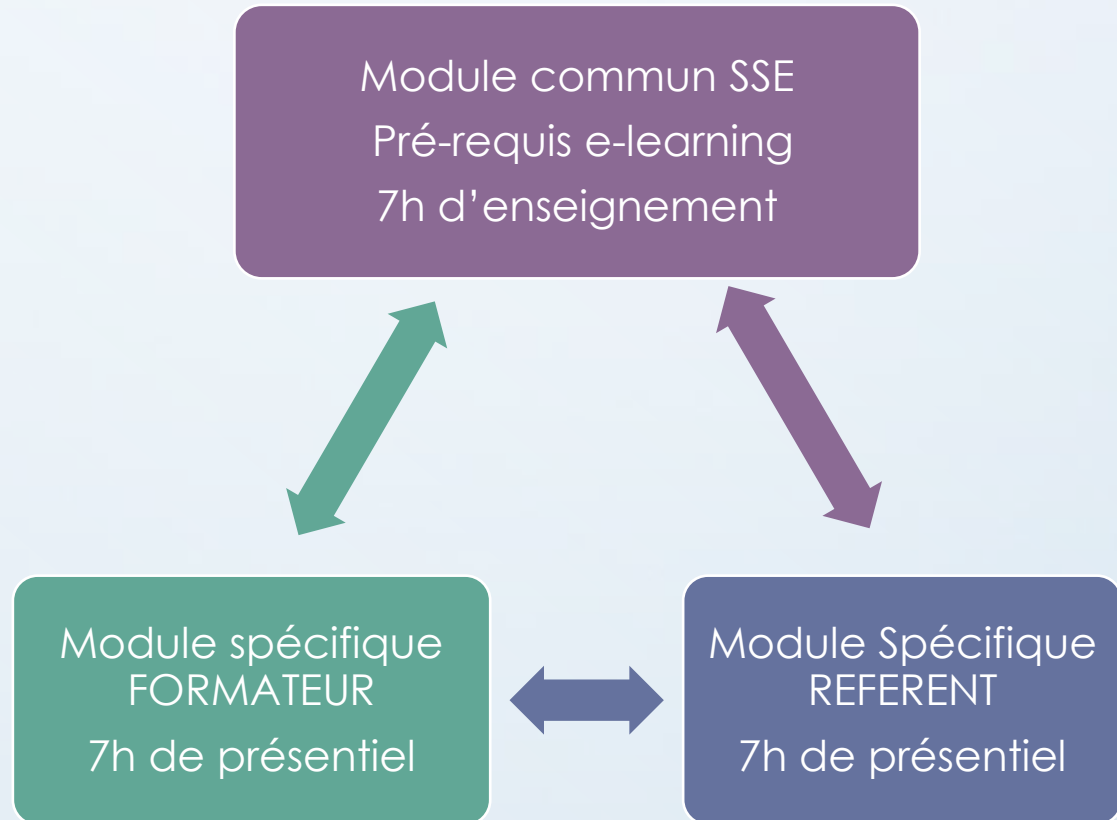 Module commun SSE
Pré-requis e-learning
7h d’enseignement
Module spécifique
FORMATEUR
7h de présentiel
Module Spécifique
REFERENT
7h de présentiel